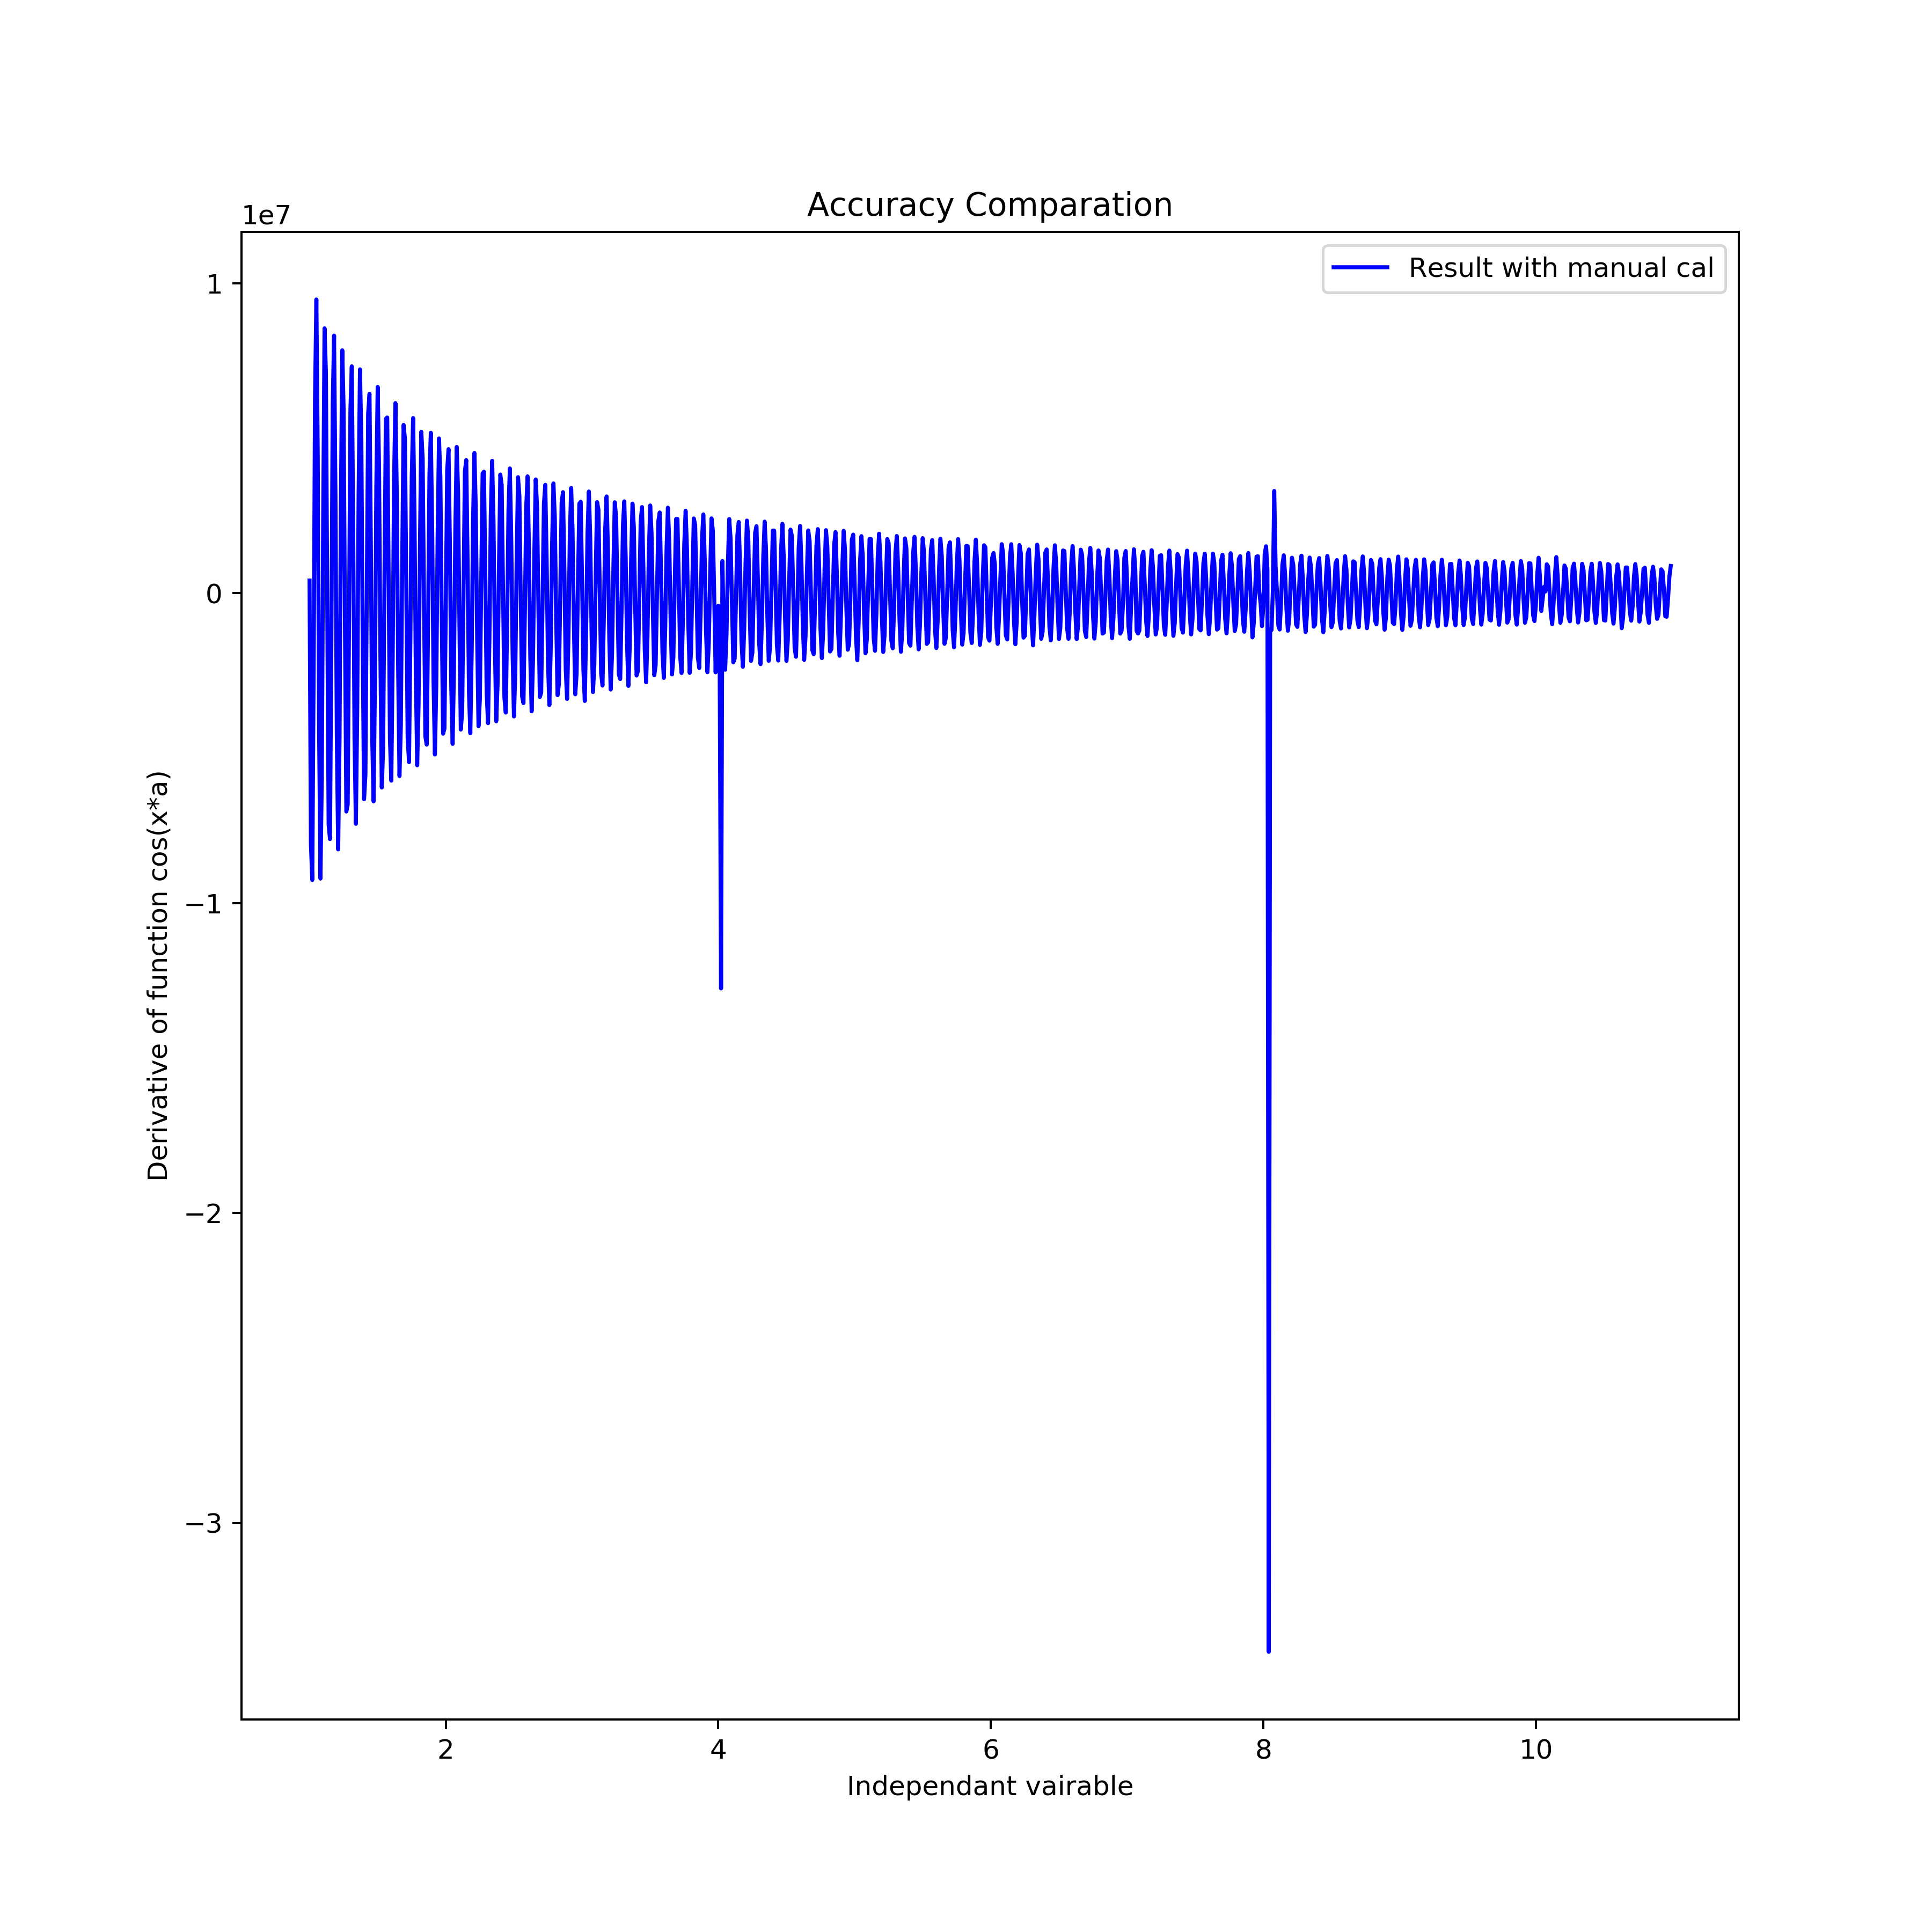 Accuracy Comparation
1e7
Result with manual cal
1
0
−1
−2
−3
Derivative of function cos(x*a)
2 4 6 8 10
Independant vairable